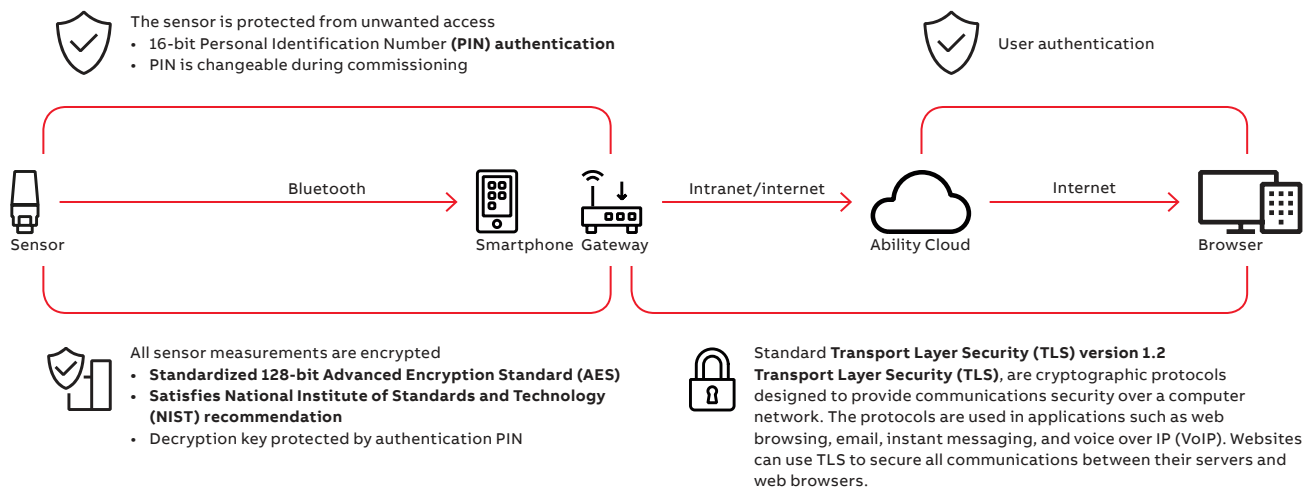 The sensor is protected from unwanted access
• 16-bit Personal Identification Number (PIN) authentication
• PIN is changeable during commissioning
User authentication
Bluetooth
Intranet/internet
Internet
Sensor
Smartphone
Gateway
Ability Cloud
Browser
All sensor measurements are encrypted
• Standardized 128-bit Advanced Encryption Standard (AES)
• Satisfies National Institute of Standards and Technology
(NIST) recommendation
• Decryption key protected by authentication PIN
Standard Transport Layer Security (TLS) version 1.2
Transport Layer Security (TLS), are cryptographic protocols
designed to provide communications security over a computer
network. The protocols are used in applications such as web
browsing, email, instant messaging, and voice over IP (VoIP). Websites
can use TLS to secure all communications between their servers and
web browsers.